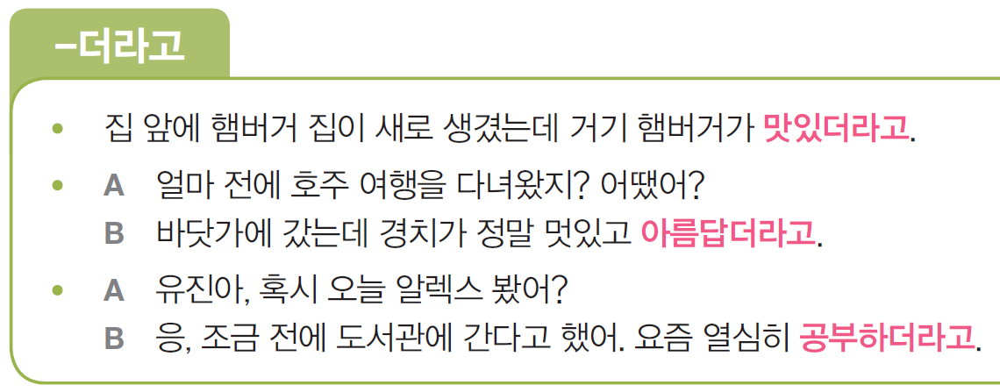 -더라고
• 집 앞에 햄버거 집이 새로 생겼는데 거기 햄버거가 맛있더라고.
• A 얼마 전에 호주 여행을 다녀왔지? 어땠어?
B 바닷가에 갔는데 경치가 정말 멋있고 아름답더라고.
• A 유진아, 혹시 오늘 알렉스 봤어?
B 응, 조금 전에 도서관에 간다고 했어. 요즘 열심히 공부하더라고.